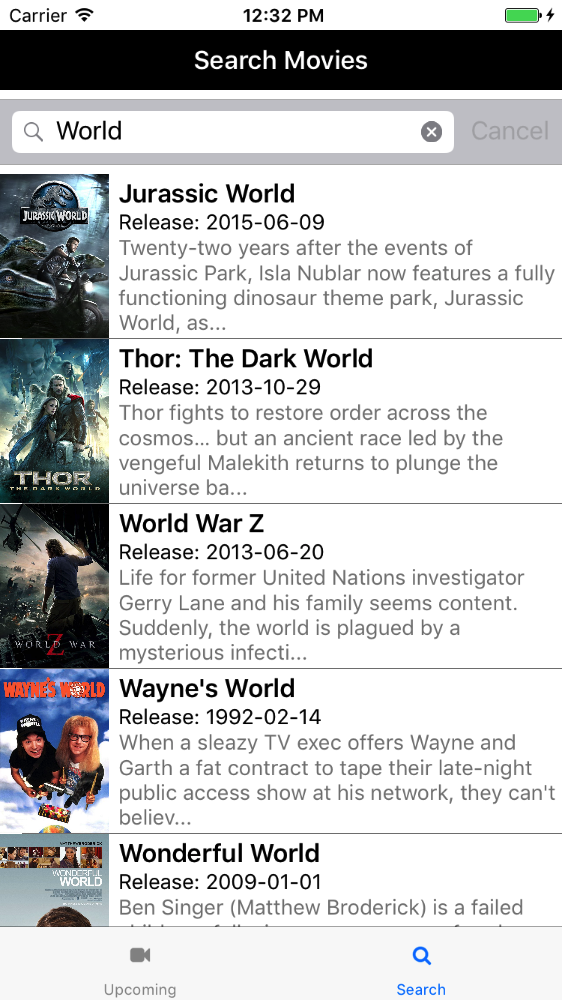 Carrier 12:32 PM
Search Movies
World Cancel
JURASSIC WORLD
Jurassic World
Release: 2015-06-09
Twenty-two years after the events of
Jurassic Park, Isla Nublar now features a fully
functioning dinosaur theme park, Jurassic
World, as...
THOR
THE DARK WORLD
Thor: The Dark World
Release: 2013-10-29
Thor fights to restore order across the
cosmos... but an ancient race led by the
vengeful Malekith returns to plunge the
universe ba...
WORLD WAR
Z
World War Z
Release: 2013-06-20
Life for former United Nations investigator
Gerry Lane and his family seems content.
Suddenly, the world is plagued by a
mysterious infecti...
WAYNE'S WORLD
Wayne's World
Release: 1992-02-14
When a sleazy TV exec offers Wayne and
Garth a fat contract to tape their late-night
public access show at his network, they can't
believ...
MATTHEW BRODERICK
WONDERFUL
WORLD
Wonderful World
Release: 2009-01-01
Ben Singer (Matthew Broderick) is a failed
Upcoming Search